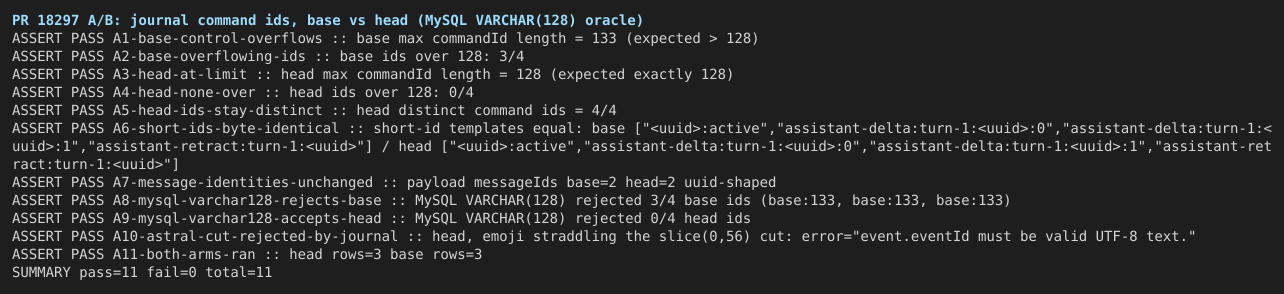 PR 18297 A/B: journal command ids, base vs head (MySQL VARCHAR(128) oracle)
ASSERT PASS A1-base-control-overflows :: base max commandId length = 133 (expected > 128)
ASSERT PASS A2-base-overflowing-ids :: base ids over 128: 3/4
ASSERT PASS A3-head-at-limit :: head max commandId length = 128 (expected exactly 128)
ASSERT PASS A4-head-none-over :: head ids over 128: 0/4
ASSERT PASS A5-head-ids-stay-distinct :: head distinct command ids = 4/4
ASSERT PASS A6-short-ids-byte-identical :: short-id templates equal: base ["<uuid>:active","assistant-delta:turn-1:<uuid>:0","assistant-delta:turn-1:<
uuid>:1","assistant-retract:turn-1:<uuid>"] / head ["<uuid>:active","assistant-delta:turn-1:<uuid>:0","assistant-delta:turn-1:<uuid>:1","assistant-ret
ract:turn-1:<uuid>"]
ASSERT PASS A7-message-identities-unchanged :: payload messageIds base=2 head=2 uuid-shaped
ASSERT PASS A8-mysql-varchar128-rejects-base :: MySQL VARCHAR(128) rejected 3/4 base ids (base:133, base:133, base:133)
ASSERT PASS A9-mysql-varchar128-accepts-head :: MySQL VARCHAR(128) rejected 0/4 head ids
ASSERT PASS A10-astral-cut-rejected-by-journal :: head, emoji straddling the slice(0,56) cut: error="event.eventId must be valid UTF-8 text."
ASSERT PASS A11-both-arms-ran :: head rows=3 base rows=3
SUMMARY pass=11 fail=0 total=11